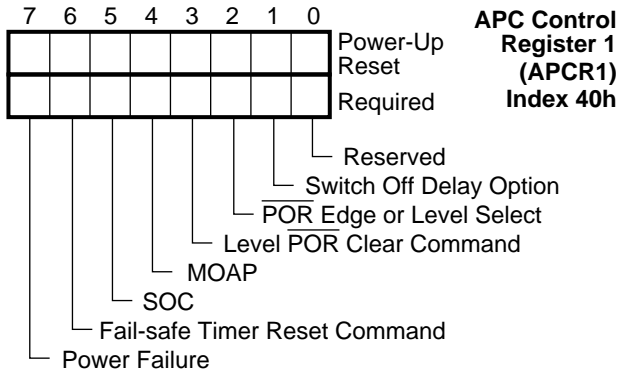 7 6 5 4 3 2 1 0
APC Control
Register 1
(APCR1)
Index 40h
Power-Up
Reset
Required
Reserved
Switch Off Delay Option
POR Edge or Level Select
Level POR Clear Command
MOAP
SOC
Fail-safe Timer Reset Command
Power Failure